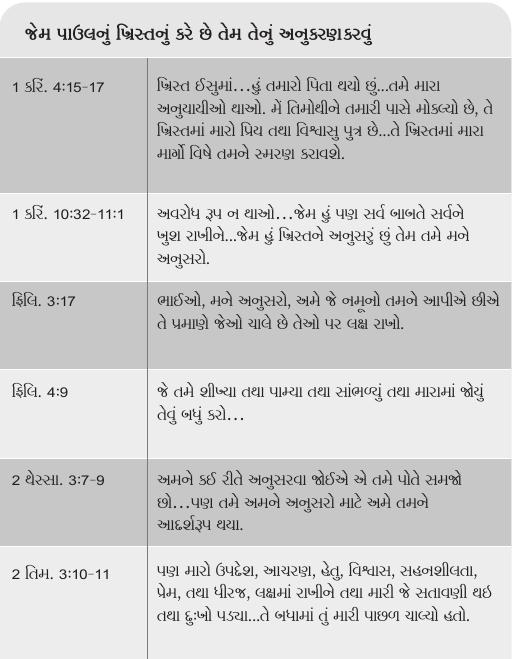 જેમ પાઉલનું ખ્રિસ્તનું કરે છે તેમ તેનું અનુકરણકરવું
1 કરિં. 4:15-17
ખ્રિસ્ત ઈસુમાં...હું તમારો પિતા થયો છું...તમે મારા
અનુયાયીઓ થાઓ. મેં તિમોથીને તમારી પાસે મોકલ્યો છે, તે
ખ્રિસ્તમાં મારો પ્રિય તથા વિશ્વાસુ પુત્ર છે...તે ખ્રિસ્તમાં મારા
માર્ગો વિષે તમને સ્મરણ કરાવશે.
1 કરિં. 10:32-11:1
અવરોધ રૂપ ન થાઓ...જેમ હું પણ સર્વ બાબતે સર્વને
ખુશ રાખીને...જેમ હું ખ્રિસ્તને અનુસરું છું તેમ તમે મને
અનુસરો.
ફિલિ. 3:17
ભાઈઓ, મને અનુસરો, અમે જે નમૂનો તમને આપીએ છીએ
તે પ્રમાણે જેઓ ચાલે છે તેઓ પર લક્ષ રાખો.
ફિલિ. 4:9
જે તમે શીખ્યા તથા પામ્યા તથા સાંભળ્યું તથા મારામાં જોયું
તેવું બધું કરો...
2 થેસ્સા. 3:7-9
અમને કઈ રીતે અનુસરવા જોઈએ એ તમે પોતે સમજો
છો...પણ તમે અમને અનુસરો માટે અમે તમને
આદર્શરૂપ થયા.
2 તિમ. 3:10-11
પણ મારો ઉપદેશ, આચરણ, હેતુ, વિશ્વાસ, સહનશીલતા,
પ્રેમ, તથા ધીરજ, લક્ષમાં રાખીને તથા મારી જે સતાવણી થઇ
તથા દુ:ખો પડ્યા...તે બધામાં તું મારી પાછળ ચાલ્યો હતો.